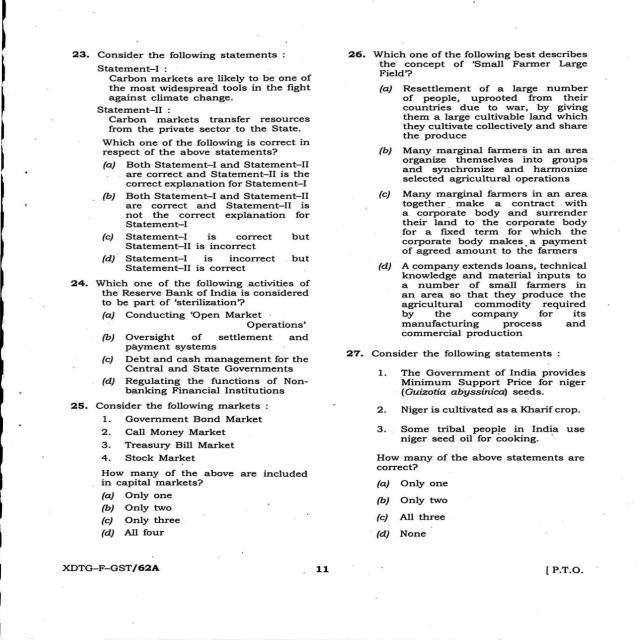 23. Consider the following statements :
Statement–I :
Carbon markets are likely to be one of
the most widespread tools in the fight
against climate change.
Statement–II :
Carbon markets transfer resources
from the private sector to the State.
Which one of the following is correct in
respect of the above statements?
(a) Both Statement–I and Statement–II
are correct and Statement–II is the
correct explanation for Statement–I
(b) Both Statement–I and Statement–II
are correct and Statement–II is
not the correct explanation for
Statement–I
(c) Statement–I is correct but
Statement–II is incorrect
(d) Statement–I is incorrect but
Statement–II is correct
24. Which one of the following activities of
the Reserve Bank of India is considered
to be part of 'sterilization'?
(a) Conducting 'Open Market
Operations'
(b) Oversight of settlement and
payment systems
(c) Debt and cash management for the
Central and State Governments
(d) Regulating the functions of Non-
banking Financial Institutions
25. Consider the following markets :
1. Government Bond Market
2. Call Money Market
3. Treasury Bill Market
4. Stock Market
How many of the above are included
in capital markets?
(a) Only one
(b) Only two
(c) Only three
(d) All four
26. Which one of the following best describes
the concept of 'Small Farmer Large
Field'?
(a) Resettlement of a large number
of people, uprooted from their
countries due to war, by giving
them a large cultivable land which
they cultivate collectively and share
the produce
(b) Many marginal farmers in an area
organize themselves into groups
and synchronize and harmonize
selected agricultural operations
(c) Many marginal farmers in an area
together make a contract with
a corporate body and surrender
their land to the corporate body
for a fixed term for which the
corporate body makes a payment
of agreed amount to the farmers
(d) A company extends loans, technical
knowledge and material inputs to
a number of small farmers in
an area so that they produce the
agricultural commodity required
by the company for its
manufacturing process and
commercial production
27. Consider the following statements :
1. The Government of India provides
Minimum Support Price for niger
(Guizotia abyssinica) seeds.
2. Niger is cultivated as a Kharif crop.
3. Some tribal people in India use
niger seed oil for cooking.
How many of the above statements are
correct?
(a) Only one
(b) Only two
(c) All three
(d) None
XDTG–F–GST/62A 11 [ P.T.O.